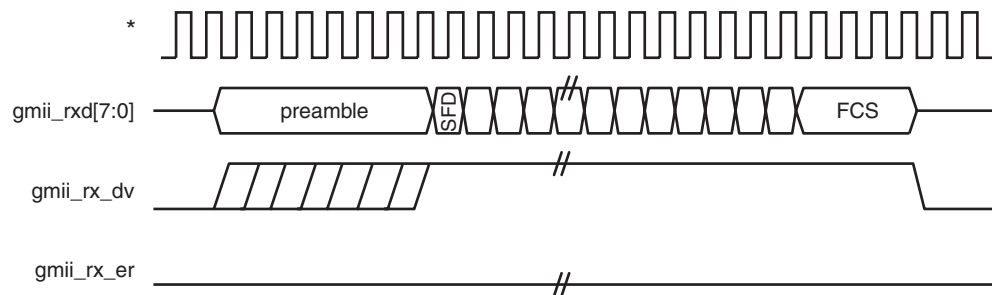 *
gmii_rxd[7:0]
preamble
SFD
FCS
gmii_rx_dv
gmii_rx_er